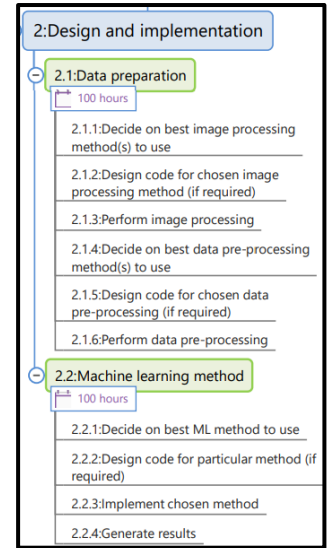 2:Design and implementation
2.1:Data preparation
100 hours
2.1.1:Decide on best image processing
method(s) to use
2.1.2:Design code for chosen image
processing method (if required)
2.1.3:Perform image processing
2.1.4:Decide on best data pre-processing
method(s) to use
2.1.5:Design code for chosen data
pre-processing (if required)
2.1.6:Perform data pre-processing
2.2:Machine learning method
100 hours
2.2.1:Decide on best ML method to use
2.2.2:Design code for particular method (if
required)
2.2.3:Implement chosen method
2.2.4:Generate results